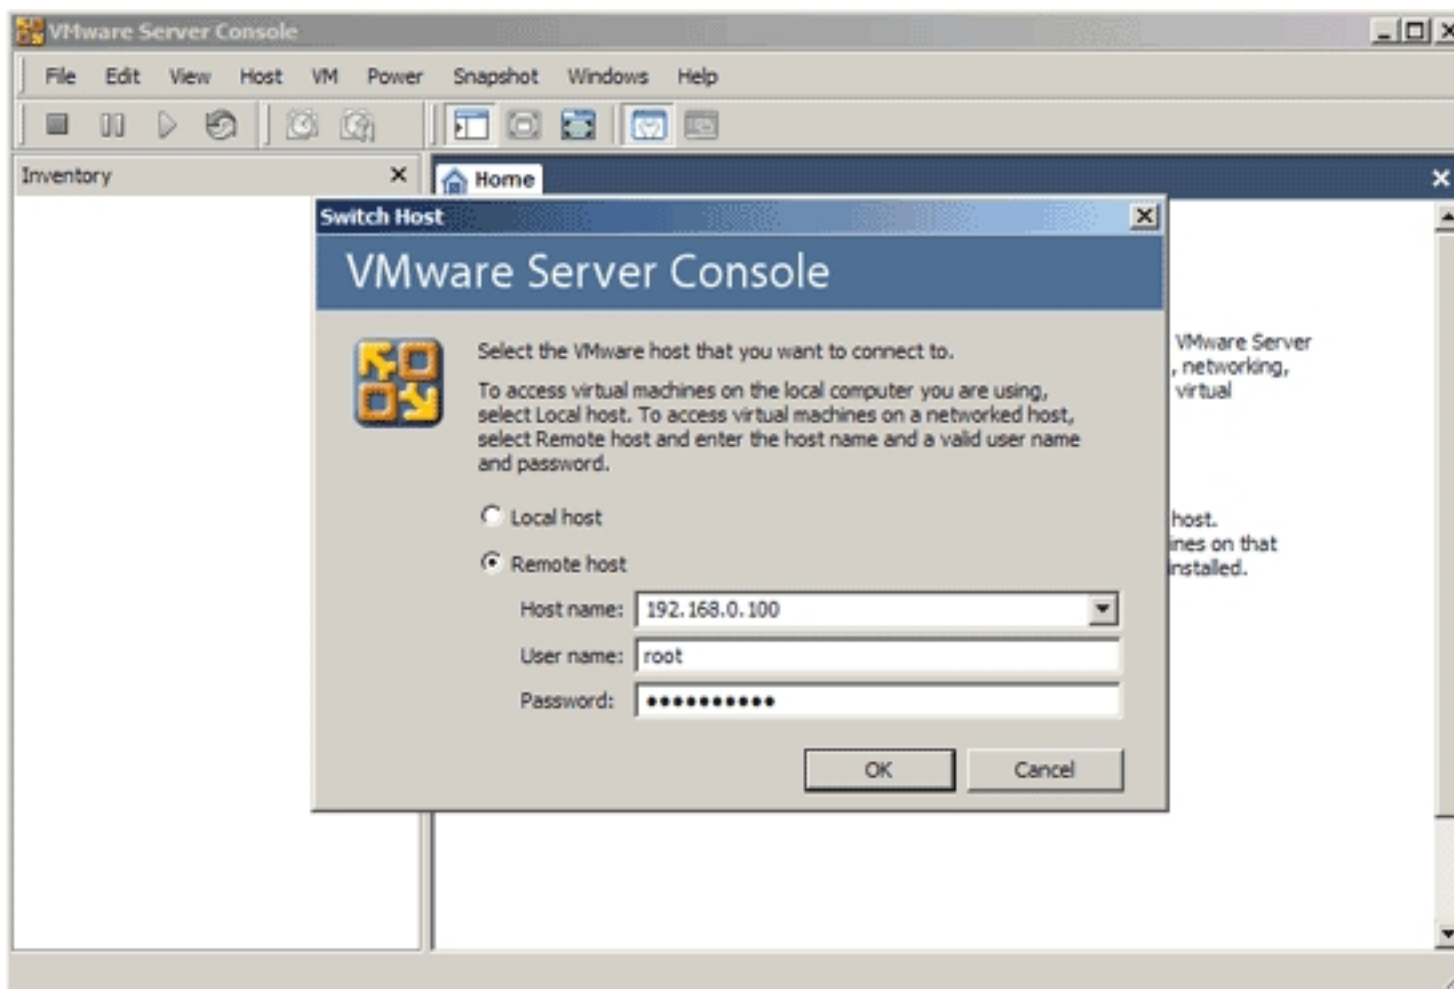 VMware Server Console
File Edit View Host VM Power Snapshot Windows Help
Inventory
Home
Switch Host
VMware Server Console
Select the VMware host that you want to connect to.
To access virtual machines on the local computer you are using,
select Local host. To access virtual machines on a networked host,
select Remote host and enter the host name and a valid user name
and password.
Local host
Remote host
Host name: 192.168.0.100
User name: root
Password: ●●●●●●●●●●
OK Cancel
VMware Server
, networking,
virtual
host.
ines on that
installed.